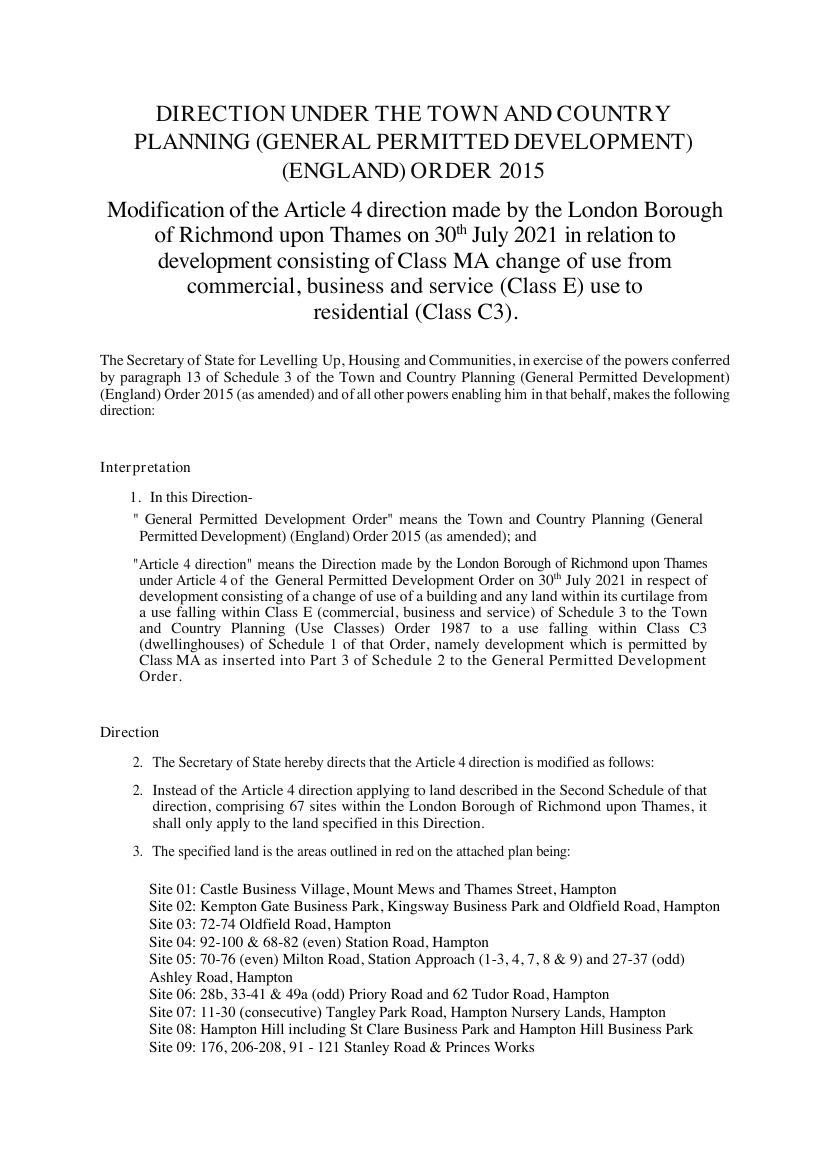 DIRECTION UNDER THE TOWN AND COUNTRY
PLANNING (GENERAL PERMITTED DEVELOPMENT)
(ENGLAND) ORDER 2015
Modification of the Article 4 direction made by the London Borough
of Richmond upon Thames on 30th July 2021 in relation to
development consisting of Class MA change of use from
commercial, business and service (Class E) use to
residential (Class C3).
The Secretary of State for Levelling Up, Housing and Communities, in exercise of the powers conferred
by paragraph 13 of Schedule 3 of the Town and Country Planning (General Permitted Development)
(England) Order 2015 (as amended) and of all other powers enabling him in that behalf, makes the following
direction:
Interpretation
1. In this Direction-
" General Permitted Development Order" means the Town and Country Planning (General
Permitted Development) (England) Order 2015 (as amended); and
"Article 4 direction" means the Direction made by the London Borough of Richmond upon Thames
under Article 4 of the General Permitted Development Order on 30th July 2021 in respect of
development consisting of a change of use of a building and any land within its curtilage from
a use falling within Class E (commercial, business and service) of Schedule 3 to the Town
and Country Planning (Use Classes) Order 1987 to a use falling within Class C3
(dwellinghouses) of Schedule 1 of that Order, namely development which is permitted by
Class MA as inserted into Part 3 of Schedule 2 to the General Permitted Development
Order.
Direction
2. The Secretary of State hereby directs that the Article 4 direction is modified as follows:
2. Instead of the Article 4 direction applying to land described in the Second Schedule of that
direction, comprising 67 sites within the London Borough of Richmond upon Thames, it
shall only apply to the land specified in this Direction.
3. The specified land is the areas outlined in red on the attached plan being:
Site 01: Castle Business Village, Mount Mews and Thames Street, Hampton
Site 02: Kempton Gate Business Park, Kingsway Business Park and Oldfield Road, Hampton
Site 03: 72-74 Oldfield Road, Hampton
Site 04: 92-100 & 68-82 (even) Station Road, Hampton
Site 05: 70-76 (even) Milton Road, Station Approach (1-3, 4, 7, 8 & 9) and 27-37 (odd)
Ashley Road, Hampton
Site 06: 28b, 33-41 & 49a (odd) Priory Road and 62 Tudor Road, Hampton
Site 07: 11-30 (consecutive) Tangley Park Road, Hampton Nursery Lands, Hampton
Site 08: Hampton Hill including St Clare Business Park and Hampton Hill Business Park
Site 09: 176, 206-208, 91 - 121 Stanley Road & Princes Works